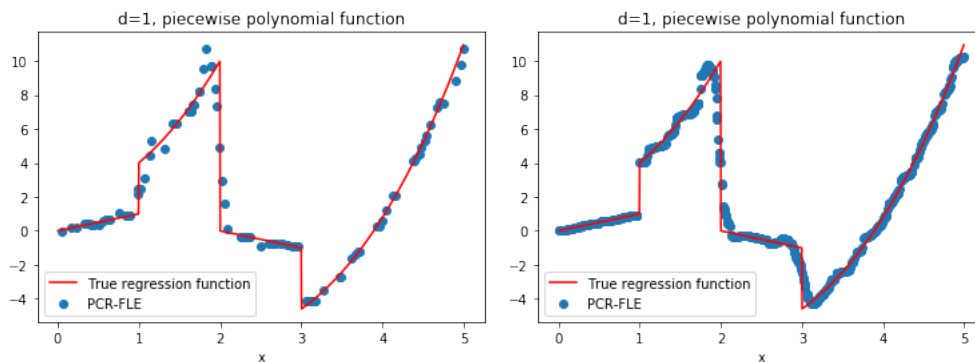 d=1, piecewise polynomial function
10
8
6
4
2
0
−2
−4
True regression function
PCR-FLE
0 1 2 3 4 5
x
d=1, piecewise polynomial function
10
8
6
4
2
0
−2
−4
True regression function
PCR-FLE
0 1 2 3 4 5
x